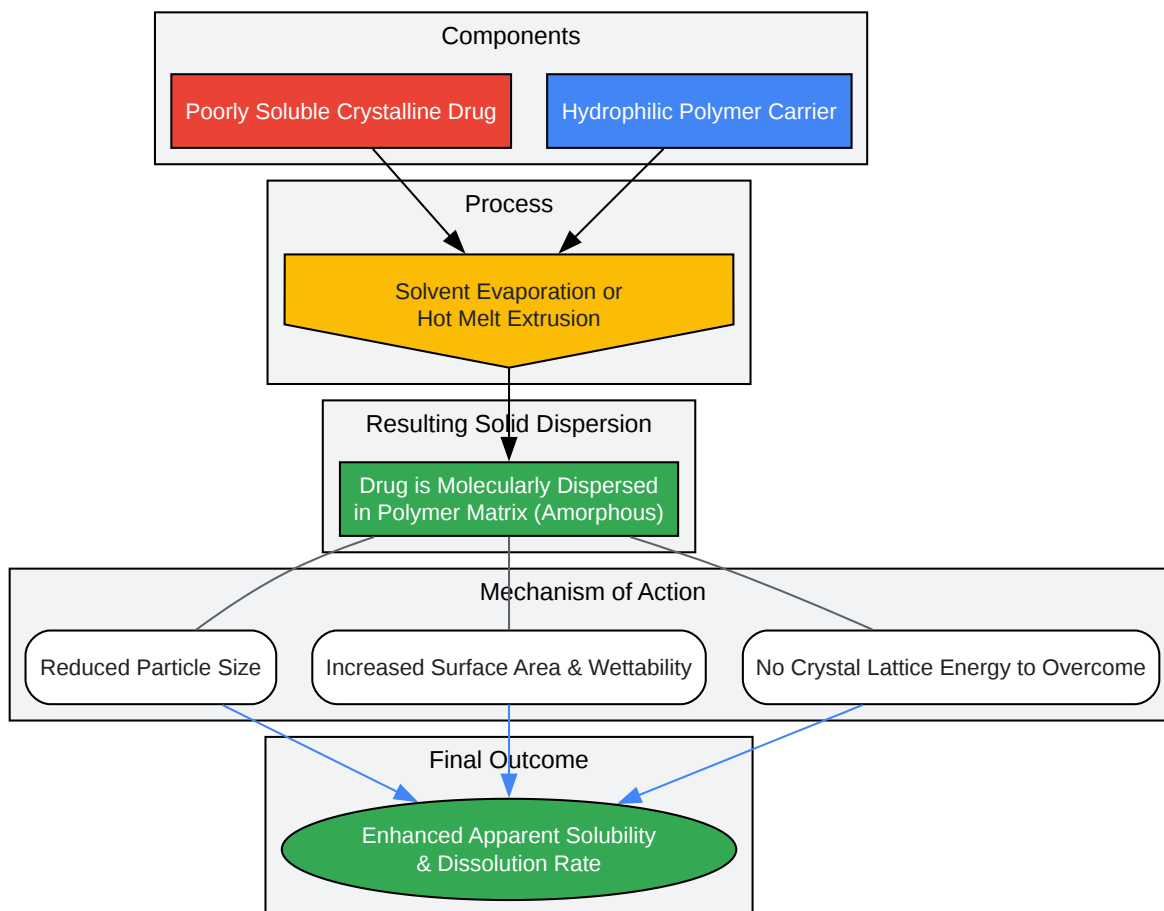 Components
Poorly Soluble Crystalline Drug
Hydrophilic Polymer Carrier
Process
Solvent Evaporation or
Hot Melt Extrusion
Resulting Solid Dispersion
Drug is Molecularly Dispersed
in Polymer Matrix (Amorphous)
Mechanism of Action
Reduced Particle Size
Increased Surface Area & Wettability
No Crystal Lattice Energy to Overcome
Final Outcome
Enhanced Apparent Solubility
& Dissolution Rate